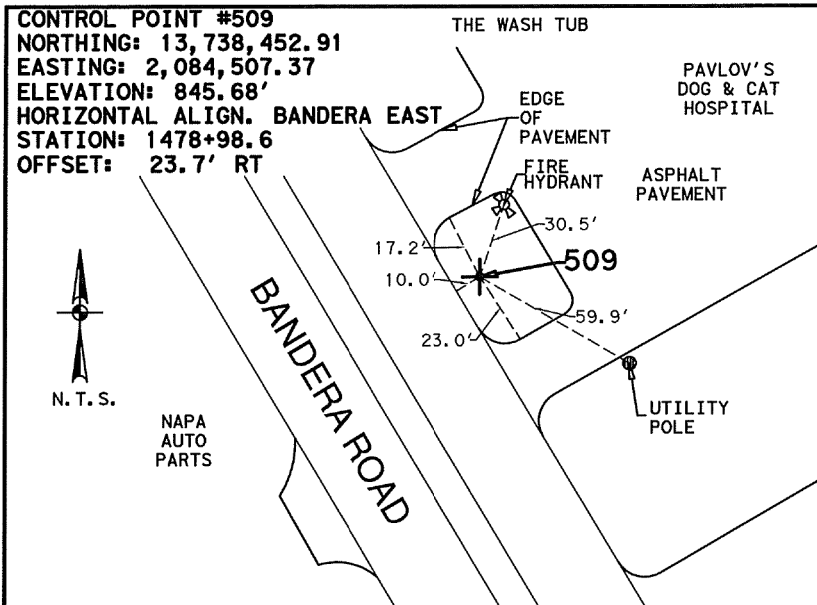 CONTROL POINT #509
NORTHING: 13,738,452.91
EASTING: 2,084,507.37
ELEVATION: 845.68'
HORIZONTAL ALIGN. BANDERA EAST
STATION: 1478+98.6
OFFSET: 23.7' RT
THE WASH TUB
PAVLOV'S
DOG & CAT
HOSPITAL
EDGE
OF
PAVEMENT
FIRE
HYDRANT
ASPHALT
PAVEMENT
30.5'
17.2'
509
10.0'
59.9'
23.0'
BANDERA ROAD
N.T.S.
NAPA
AUTO
PARTS
UTILITY
POLE